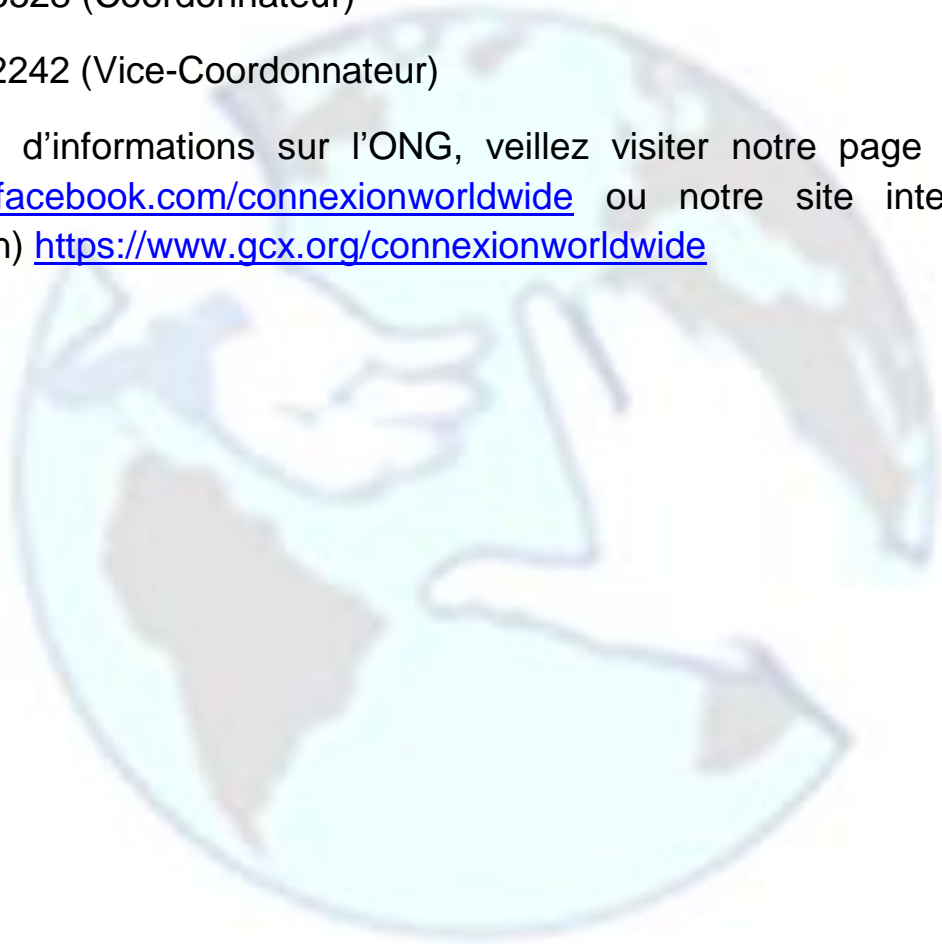 (Coordonnateur)
2242 (Vice-Coordonnateur)
d’informations sur l’ONG, veillez visiter notre page
facebook.com/connexionworldwide ou notre site inte
n) https://www.gcx.org/connexionworldwide